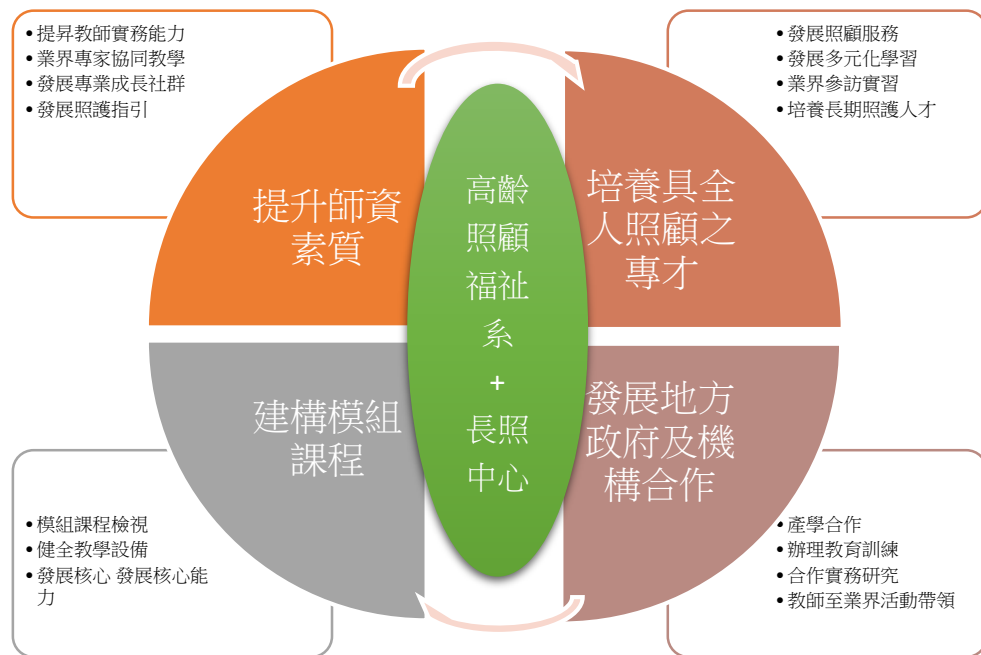 • 提昇教師實務能力
• 業界專家協同教學
• 發展專業成長社群
• 發展照護指引
• 發展照顧服務
• 發展多元化學習
• 業界參訪實習
• 培養長期照護人才
提升師資
素質
高齡
照顧
福祉
系
+
長照
中心
培養具全
人照顧之
專才
建構模組
課程
發展地方
政府及機
構合作
• 模組課程檢視
• 健全教學設備
• 發展核心 發展核心能
力
• 產學合作
• 辦理教育訓練
• 合作實務研究
• 教師至業界活動帶領